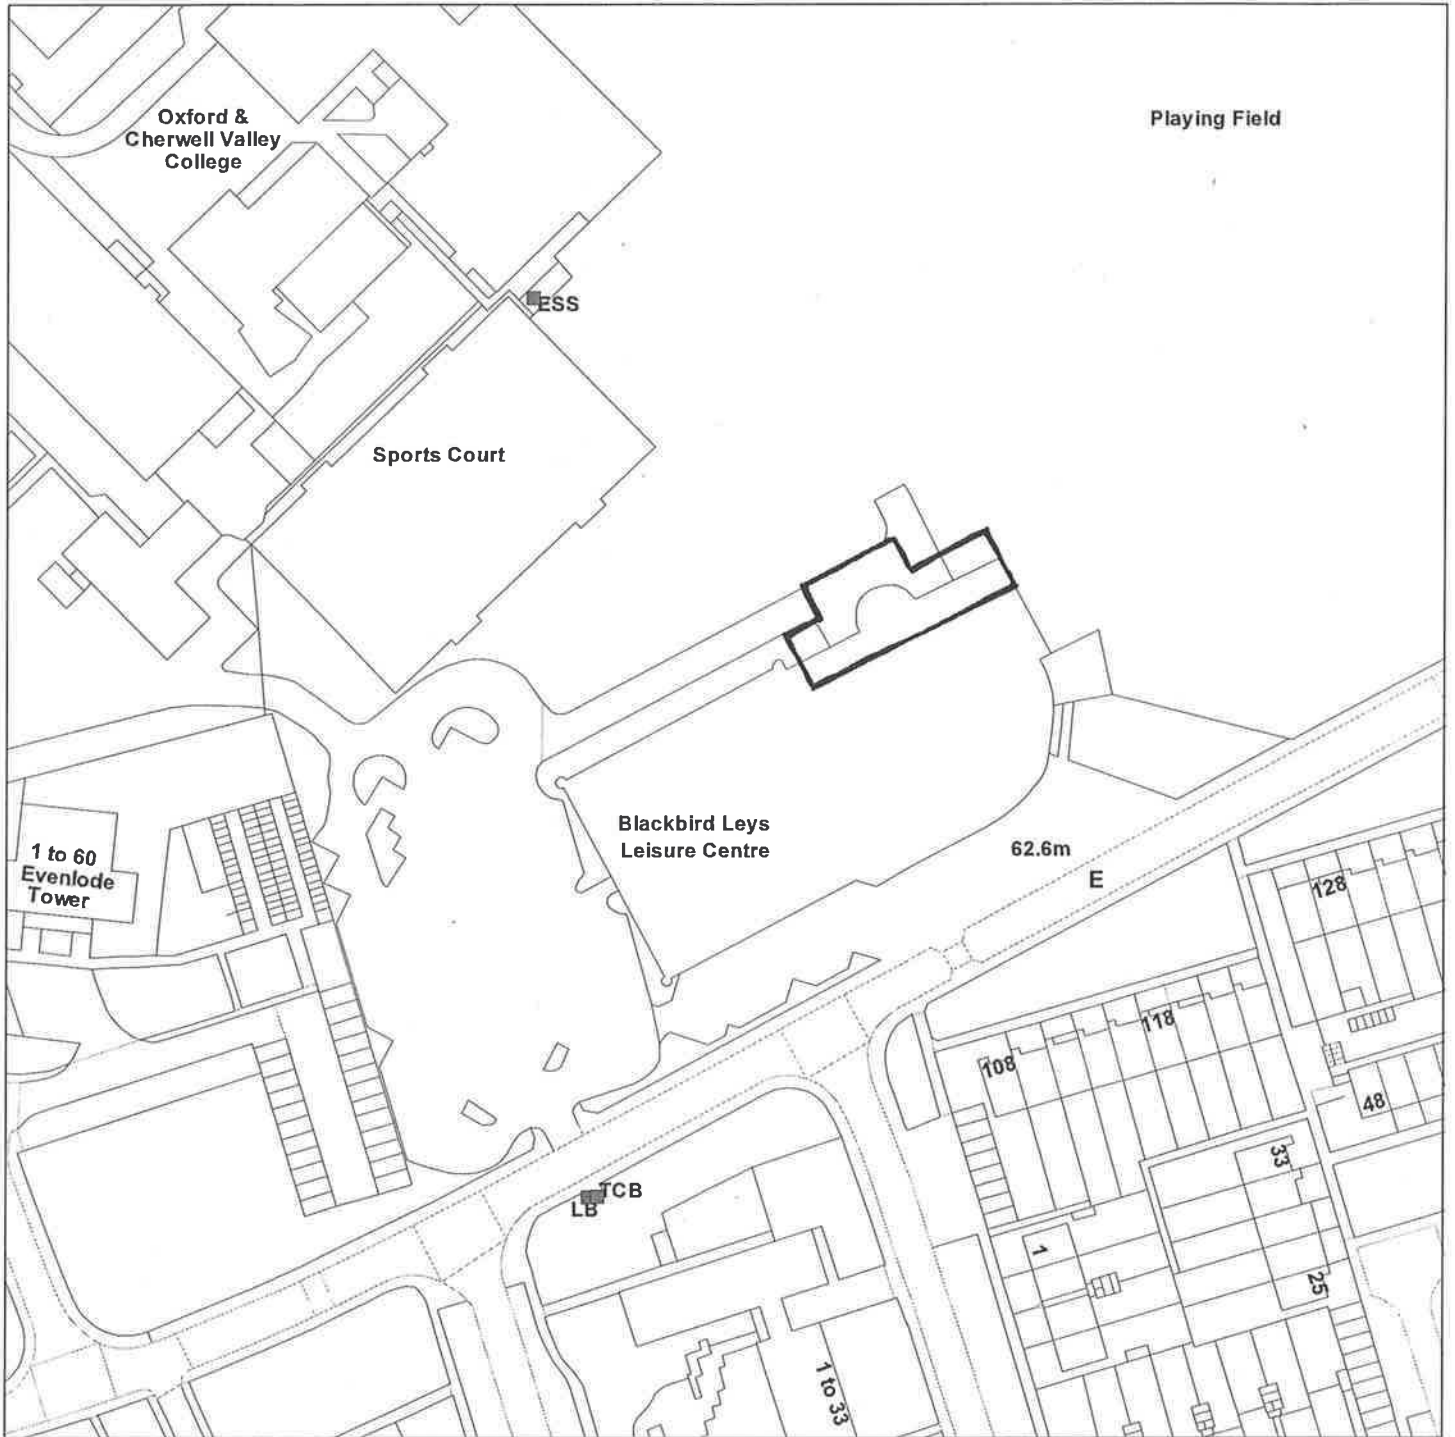 Oxford &
Cherwell Valley
College
Playing Field
ESS
Sports Court
Blackbird Leys
Leisure Centre
62.6m
E
1 to 60
Evenlode
Tower
128
118
108
48
33
TCB
LB
1
25
1 to 33